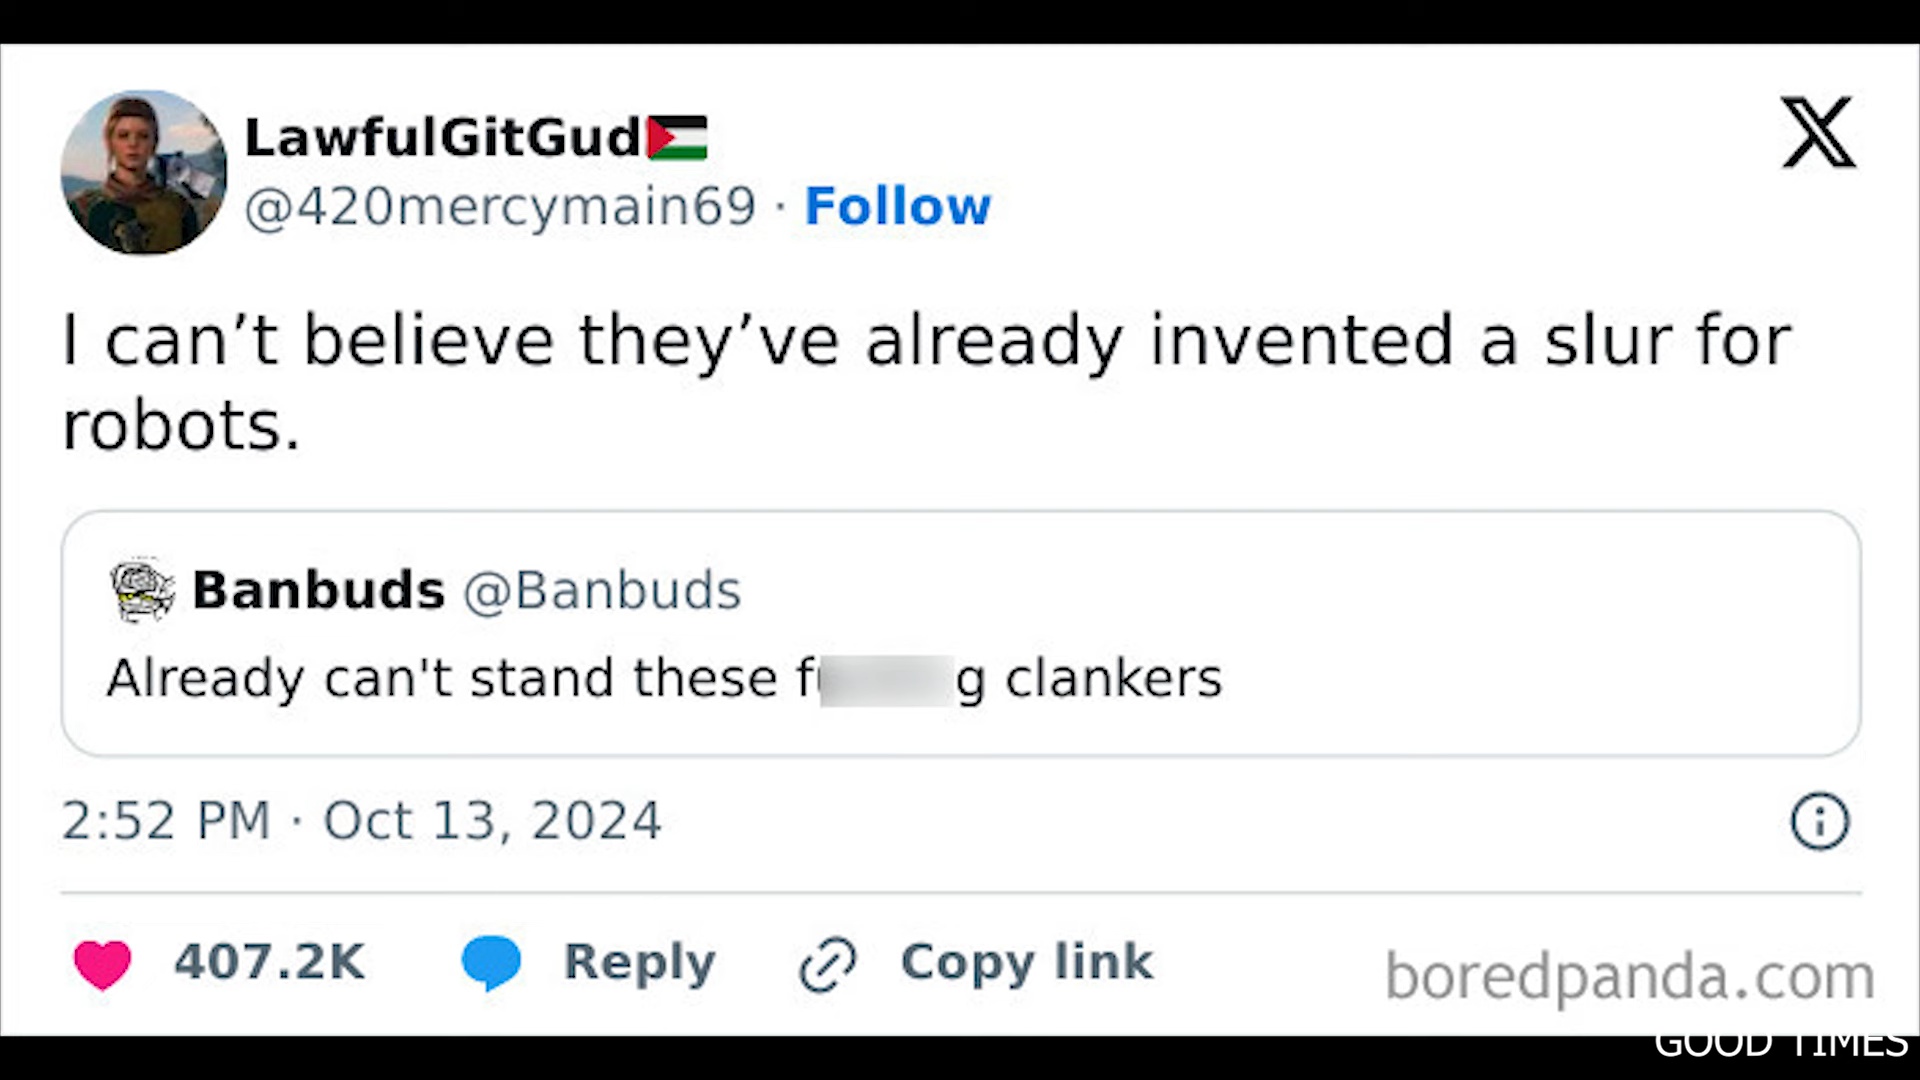 LawfulGitGud
@420mercymain69 · Follow
I can’t believe they’ve already invented a slur for
robots.
Banbuds @Banbuds
Already can't stand these f g clankers
2:52 PM · Oct 13, 2024
407.2K Reply Copy link
boredpanda.com
GOOD TIMES